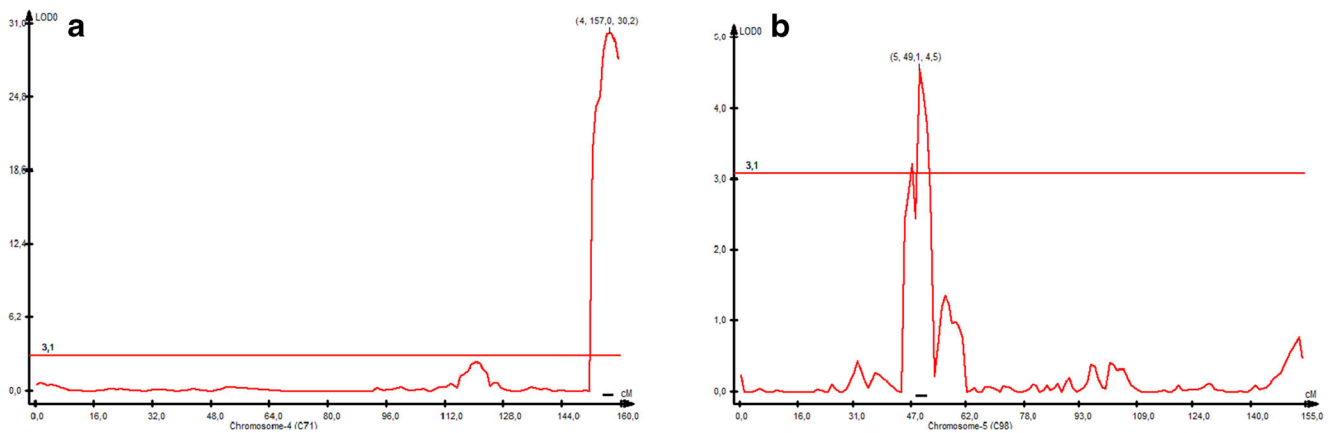 a
LOD0
(4, 157,0, 30,2)
31,0
24,8
18,6
12,4
6,2
3,1
0,0
0,0 16,0 32,0 48,0 64,0 80,0 96,0 112,0 128,0 144,0 160,0
cM
Chromosome-4 (C71)
b
LOD0
(5, 49,1, 4,5)
5,0
4,0
3,1
3,0
2,0
1,0
0,0
0,0 16,0 31,0 47,0 62,0 78,0 93,0 109,0 124,0 140,0 155,0
cM
Chromosome-5 (C98)